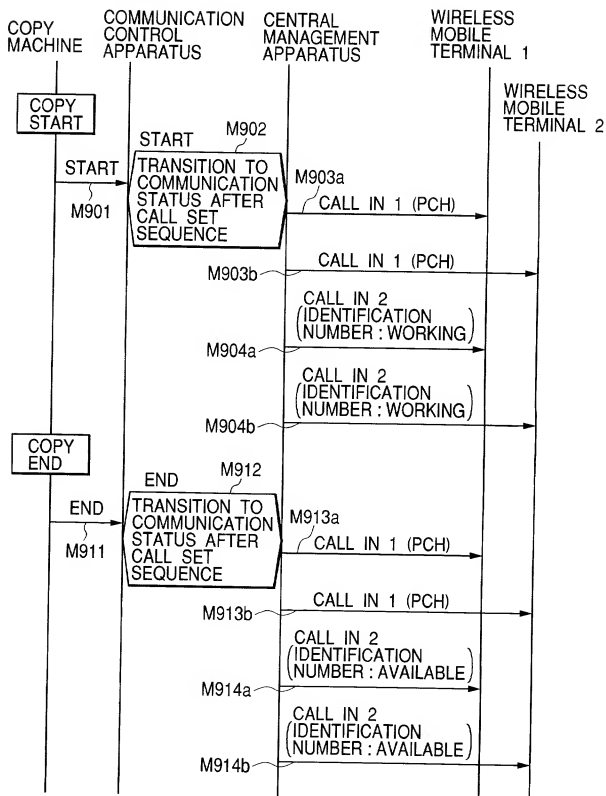 COPY
MACHINE
COMMUNICATION
CONTROL
APPARATUS
CENTRAL
MANAGEMENT
APPARATUS
WIRELESS
MOBILE
TERMINAL 1
WIRELESS
MOBILE
TERMINAL 2
COPY
START
M902
START
START
M901
TRANSITION TO
COMMUNICATION
STATUS AFTER
CALL SET
SEQUENCE
M903a
CALL IN 1 (PCH)
CALL IN 1 (PCH)
M903b
CALL IN 2
(IDENTIFICATION
NUMBER : WORKING)
M904a
CALL IN 2
(IDENTIFICATION
NUMBER : WORKING)
M904b
COPY
END
M912
END
END
M911
TRANSITION TO
COMMUNICATION
STATUS AFTER
CALL SET
SEQUENCE
M913a
CALL IN 1 (PCH)
CALL IN 1 (PCH)
M913b
CALL IN 2
(IDENTIFICATION
NUMBER : AVAILABLE)
M914a
CALL IN 2
(IDENTIFICATION
NUMBER : AVAILABLE)
M914b